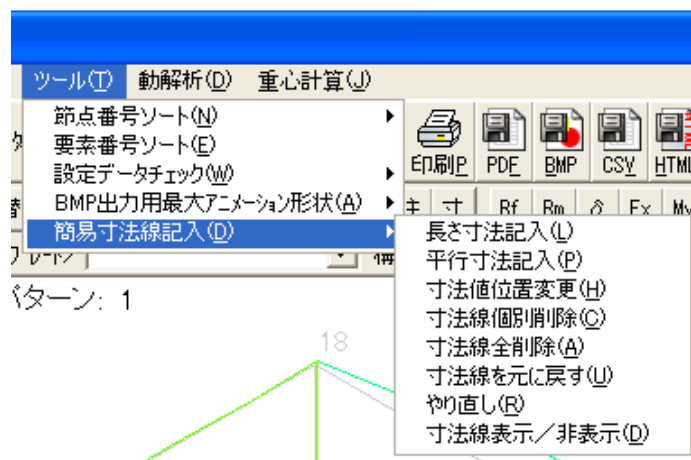 ツール(T) 動解析(D) 重心計算(J)
節点番号ソート(N)
要素番号ソート(E)
設定データチェック(W)
BMP出力用最大アニメーション形状(A)
簡易寸法線記入(D)
印刷P PDF BMP CSV HTML
寸 Rf Rm δ Fx My
長さ寸法記入(L)
平行寸法記入(P)
寸法値位置変更(H)
寸法線個別削除(C)
寸法線全削除(A)
寸法線を元に戻す(U)
やり直し(R)
寸法線表示／非表示(D)
パターン: 1
18